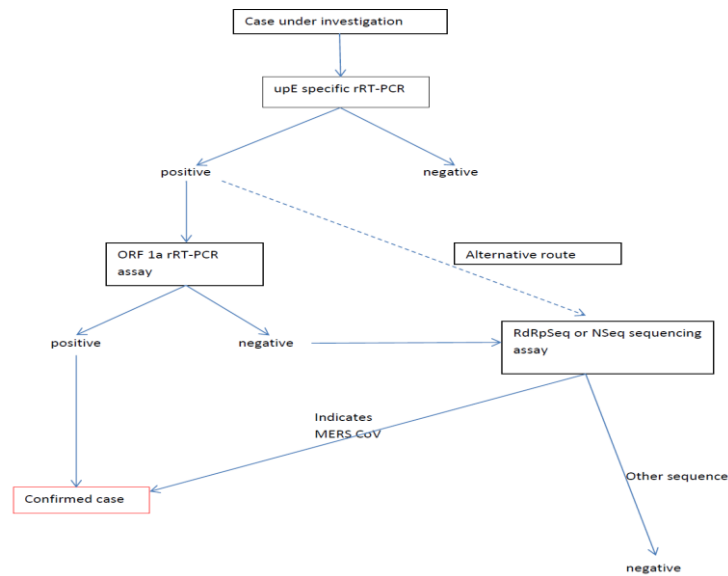 Case under investigation
upE specific rRT-PCR
positive
negative
ORF 1a rRT-PCR
assay
Alternative route
positive
negative
RdRpSeq or NSeq sequencing
assay
Indicates
MERS CoV
Other sequence
Confirmed case
negative